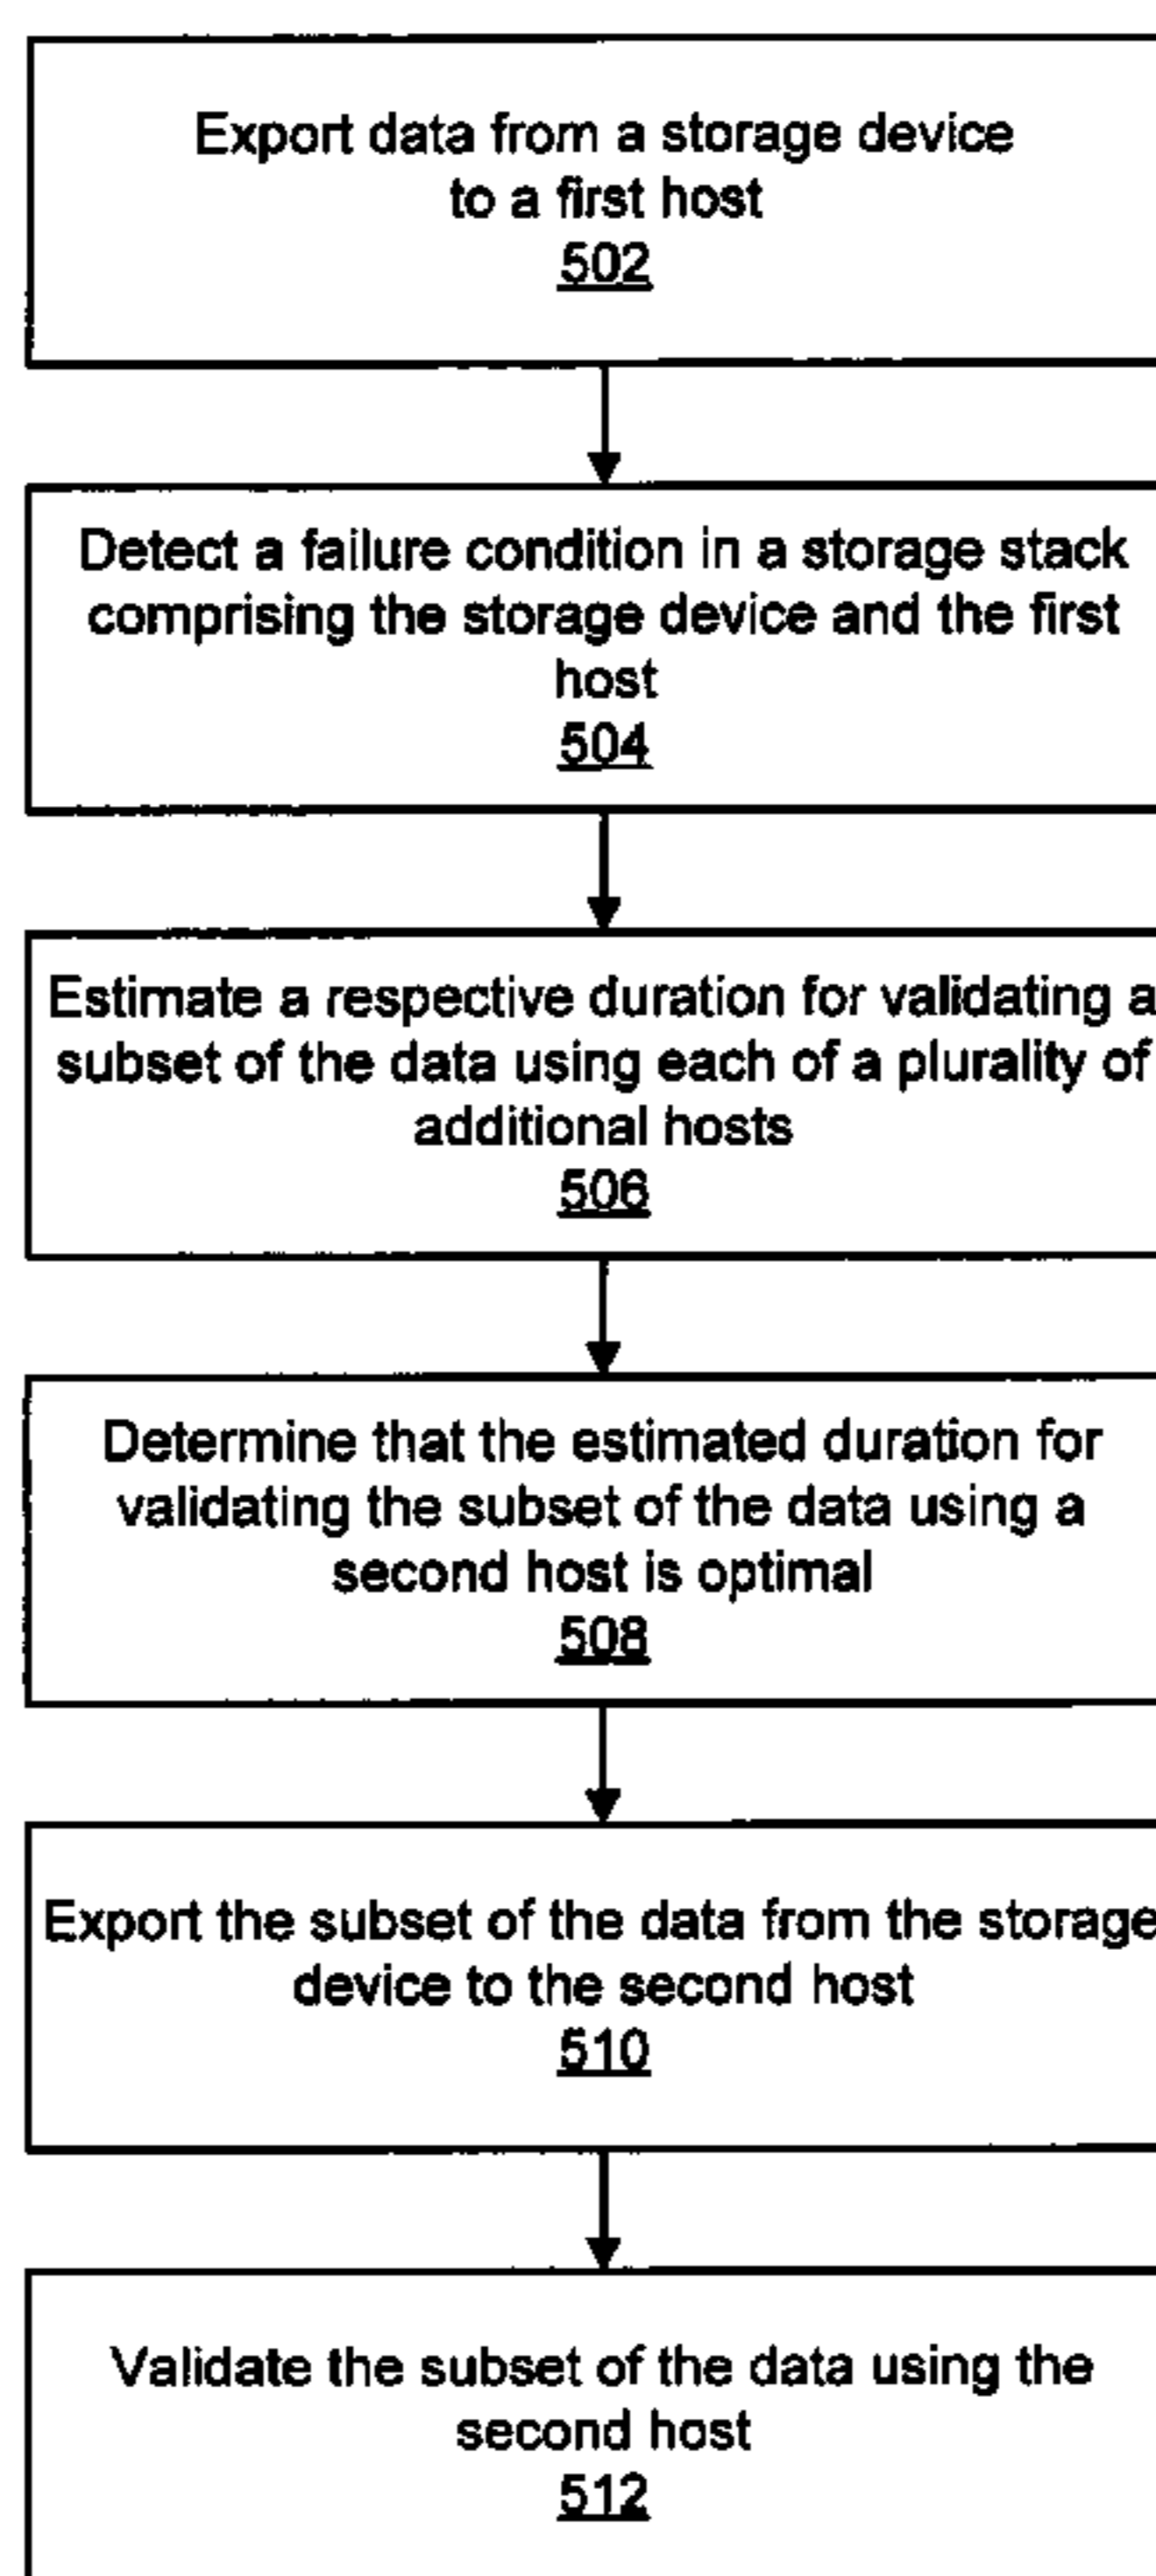 Export data from a storage device
to a first host
502
Detect a failure condition in a storage stack
comprising the storage device and the first
host
504
Estimate a respective duration for validating a
subset of the data using each of a plurality of
additional hosts
506
Determine that the estimated duration for
validating the subset of the data using a
second host is optimal
508
Export the subset of the data from the storage
device to the second host
510
Validate the subset of the data using the
second host
512